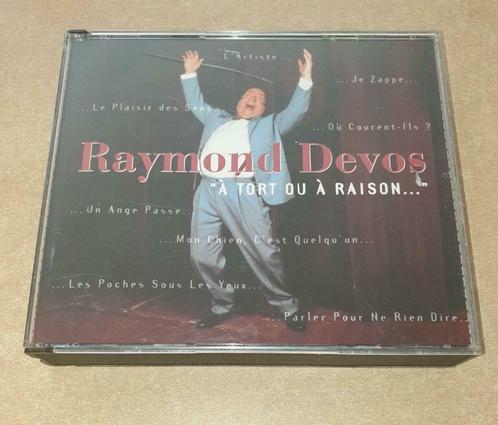 ...L'Artiste...
...Je Zappe...
...Le Plaisir des Sens...
...Où Courent-Ils ?
Raymond Devos
"À TORT OU À RAISON..."
...Un Ange Passe...
...Mon Chien, C'est Quelqu'un...
...Les Poches Sous Les Yeux...
...Parler Pour Ne Rien Dire...